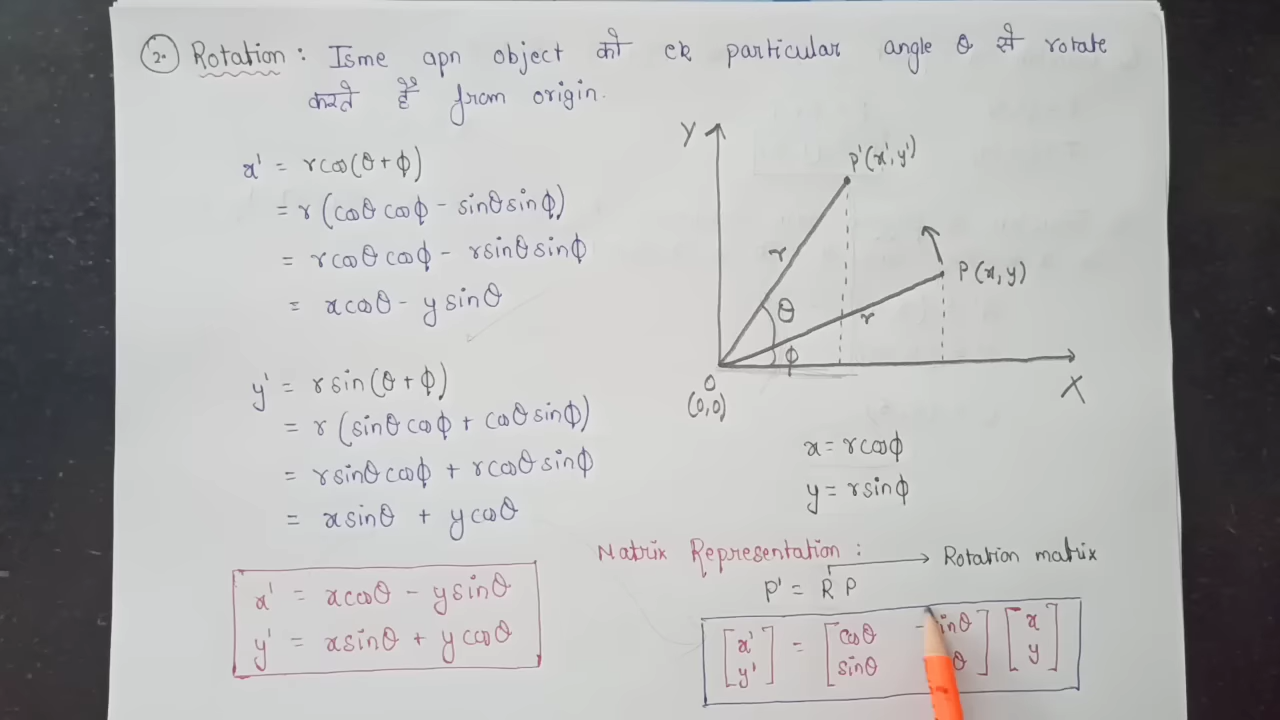 2. Rotation : Isme apn object को ek particular angle θ से rotate
करते हैं from origin.
x' = rcos(θ+ϕ)
= r (cosθ cosϕ - sinθ sinϕ)
= rcosθ cosϕ - rsinθ sinϕ
= xcosθ - ysinθ
y' = rsin(θ+ϕ)
= r (sinθ cosϕ + cosθ sinϕ)
= rsinθ cosϕ + rcosθ sinϕ
= xsinθ + ycosθ
x' = xcosθ - ysinθ
y' = xsinθ + ycosθ
Y
P'(x',y')
r
P(x,y)
θ
r
ϕ
O
(0,0)
X
x = rcosϕ
y = rsinϕ
Matrix Representation :
Rotation matrix
P' = R P
[x' = [cosθ [x
y'] sinθ θ] y]